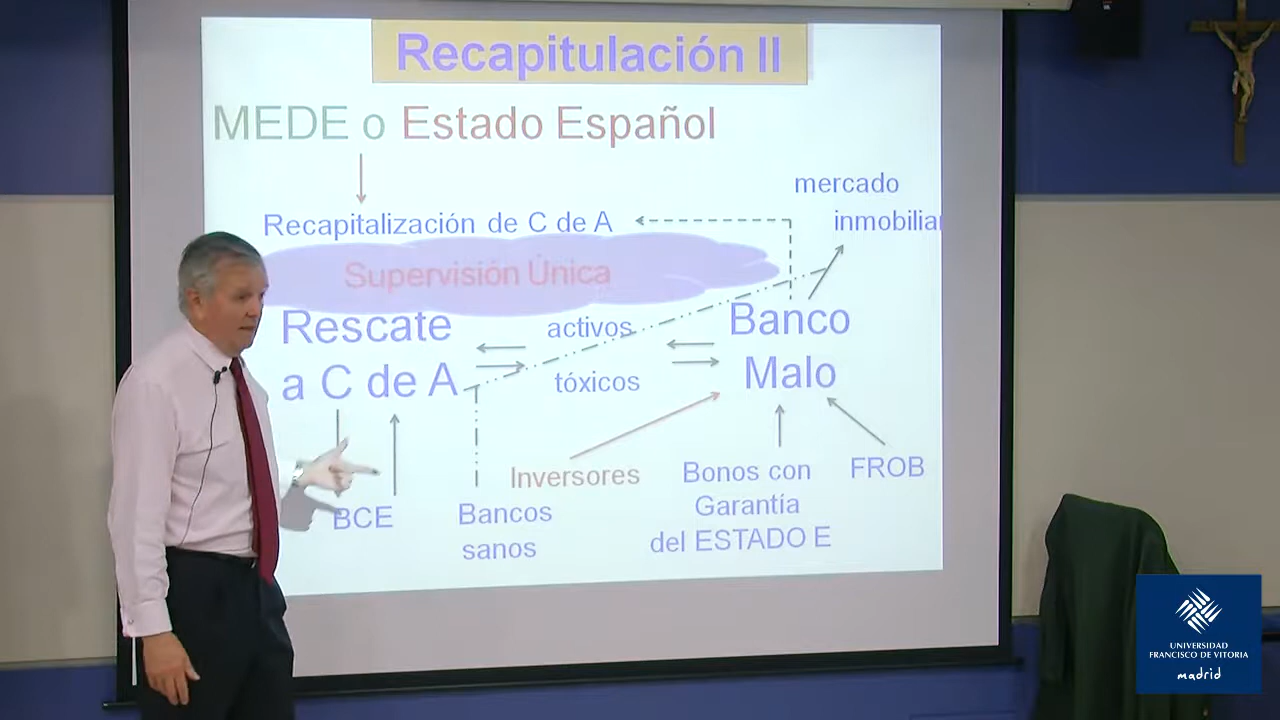 Recapitulación II
MEDE o Estado Español
mercado
inmobiliar
Recapitalización de C de A
Supervisión Única
Rescate
a C de A
activos
tóxicos
Banco
Malo
Inversores
Bonos con
Garantía
del ESTADO E
FROB
BCE
Bancos
sanos
UNIVERSIDAD
FRANCISCO DE VITORIA
madrid